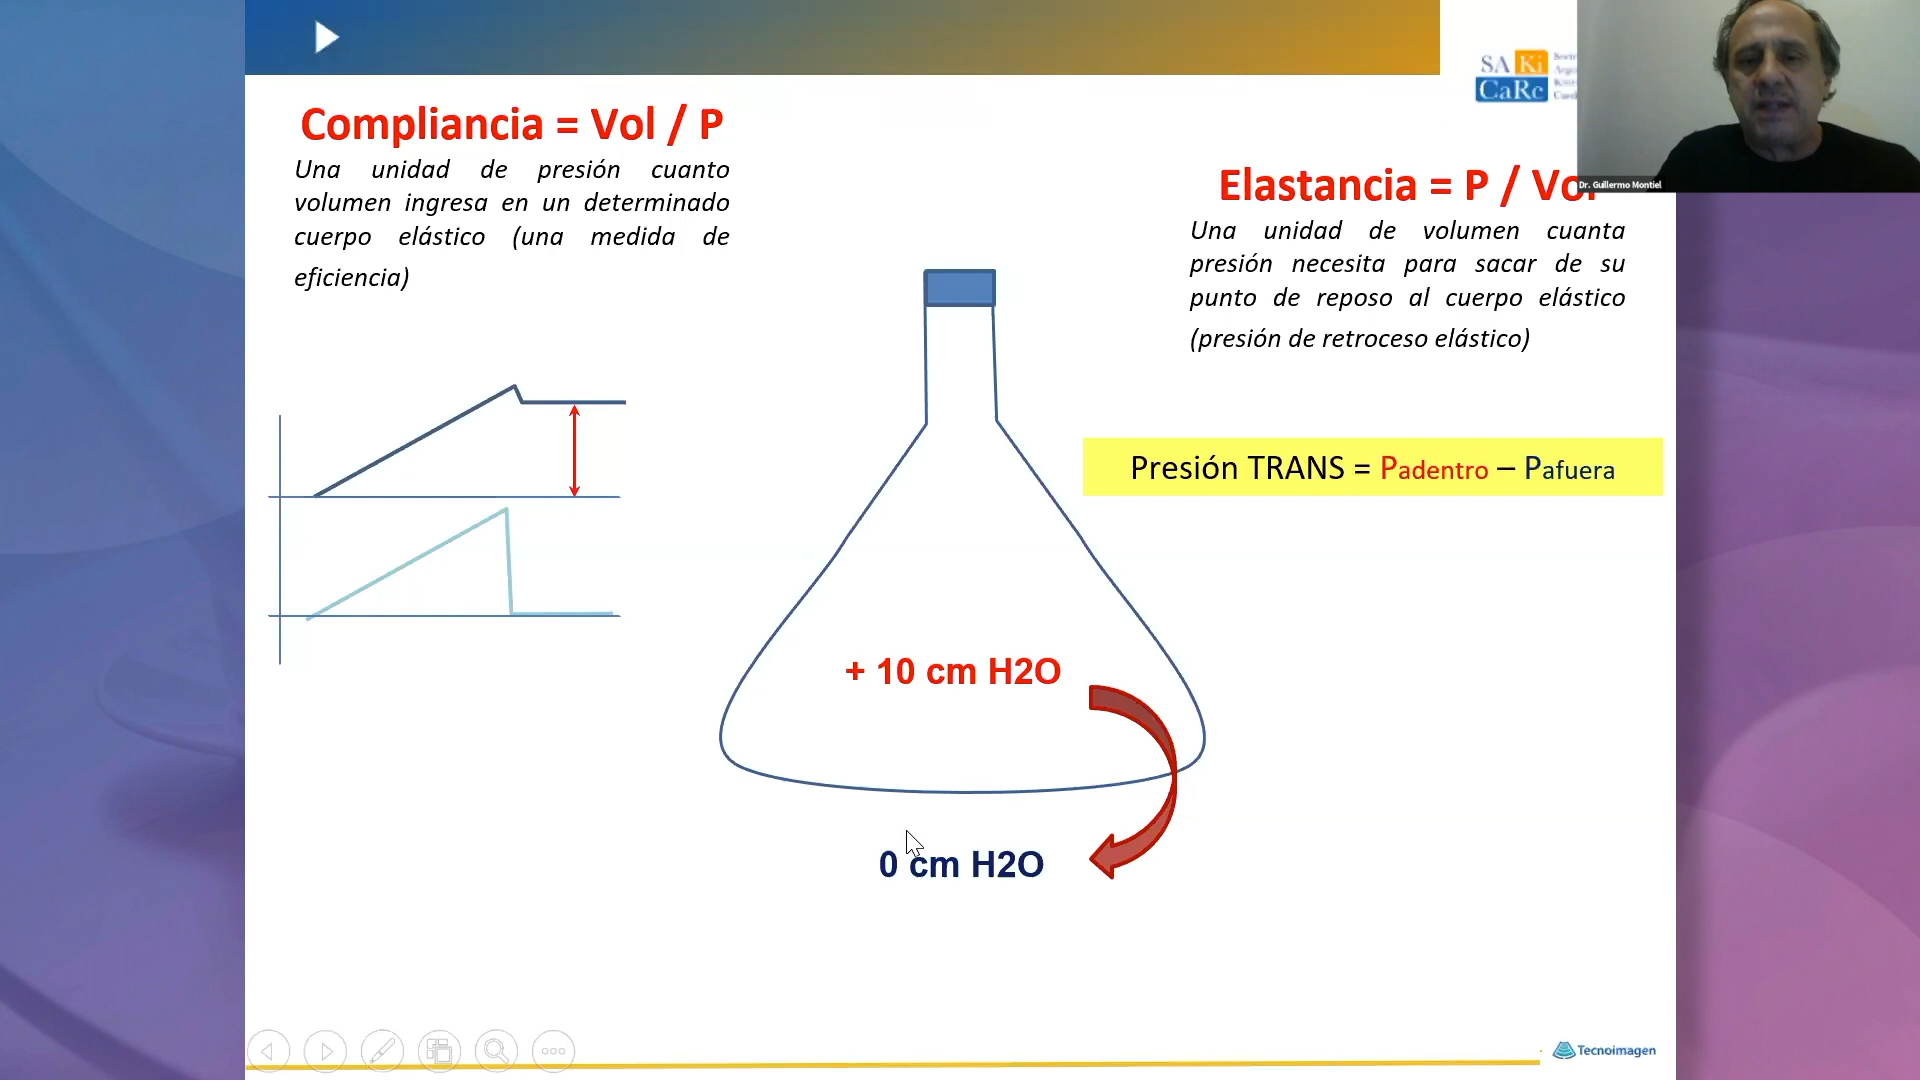 SA Ki
CaRc
Dr. Guillermo Montiel
Compliancia = Vol / P
Una unidad de presión cuanto
volumen ingresa en un determinado
cuerpo elástico (una medida de
eficiencia)
Elastancia = P / Vol
Una unidad de volumen cuanta
presión necesita para sacar de su
punto de reposo al cuerpo elástico
(presión de retroceso elástico)
Presión TRANS = Padentro – Pafuera
+ 10 cm H2O
0 cm H2O
Tecnoimagen